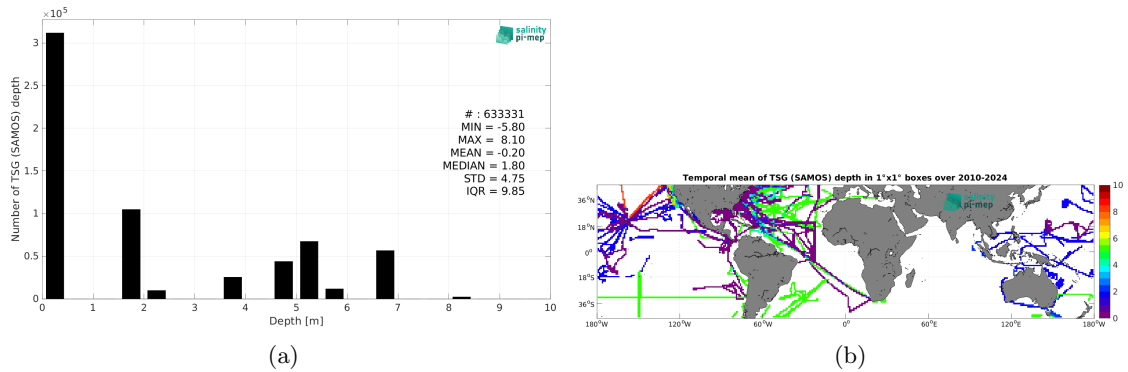 ×10⁵
3
2.5
2
1.5
1
0.5
0
Number of TSG (SAMOS) depth
salinity
pi-mep
# : 633331
MIN = -5.80
MAX = 8.10
MEAN = -0.20
MEDIAN = 1.80
STD = 4.75
IQR = 9.85
0 1 2 3 4 5 6 7 8 9 10
Depth [m]
(a)
Temporal mean of TSG (SAMOS) depth in 1°x1° boxes over 2010-2024
salinity
pi-mep
36°N
18°N
0°
18°S
36°S
180°W 120°W 60°W 0° 60°E 120°E 180°W
10
8
6
4
2
0
(b)